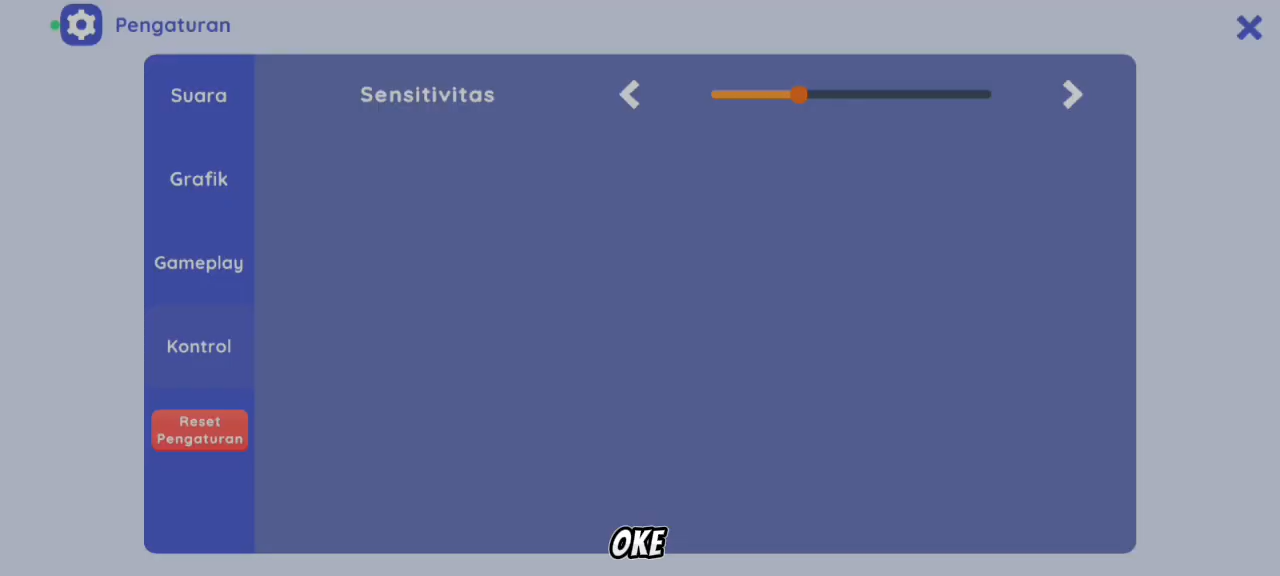 Pengaturan
Suara
Sensitivitas
Grafik
Gameplay
Kontrol
Reset
Pengaturan
OKE